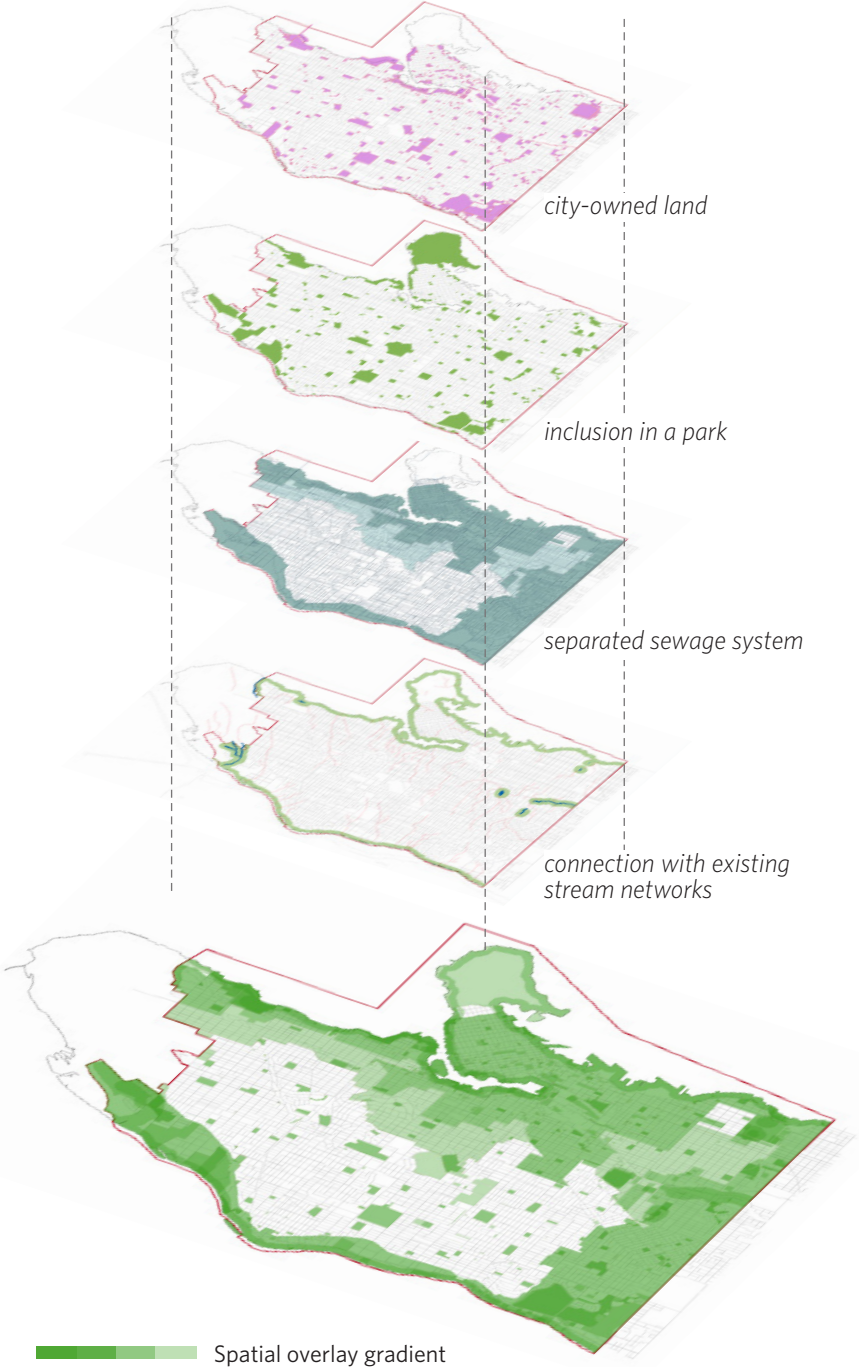 city-owned land
inclusion in a park
separated sewage system
connection with existing
stream networks
Spatial overlay gradient